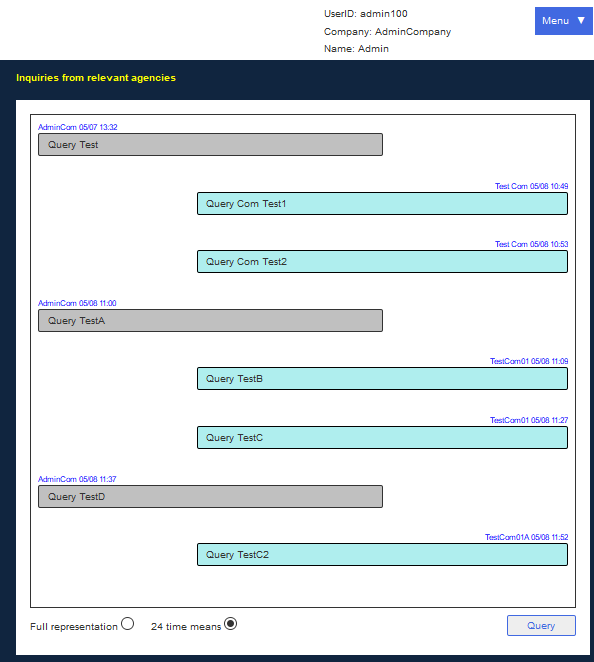 UserID: admin100
Company: AdminCompany
Name: Admin
Menu ▼
Inquiries from relevant agencies
AdminCom 05/07 13:32
Query Test
Test Com 05/08 10:49
Query Com Test1
Test Com 05/08 10:53
Query Com Test2
AdminCom 05/08 11:00
Query TestA
TestCom01 05/08 11:09
Query TestB
TestCom01 05/08 11:27
Query TestC
AdminCom 05/08 11:37
Query TestD
TestCom01A 05/08 11:52
Query TestC2
Full representation 24 time means Query